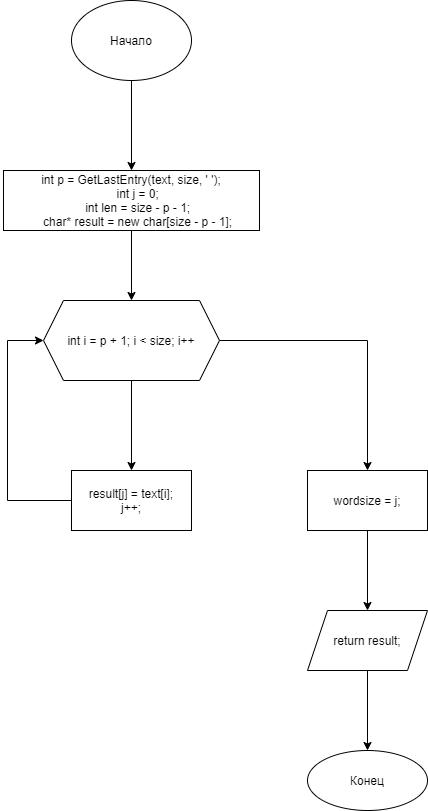 Начало
int p = GetLastEntry(text, size, ' ');
int j = 0;
int len = size - p - 1;
char* result = new char[size - p - 1];
int i = p + 1; i < size; i++
result[j] = text[i];
j++;
wordsize = j;
return result;
Конец